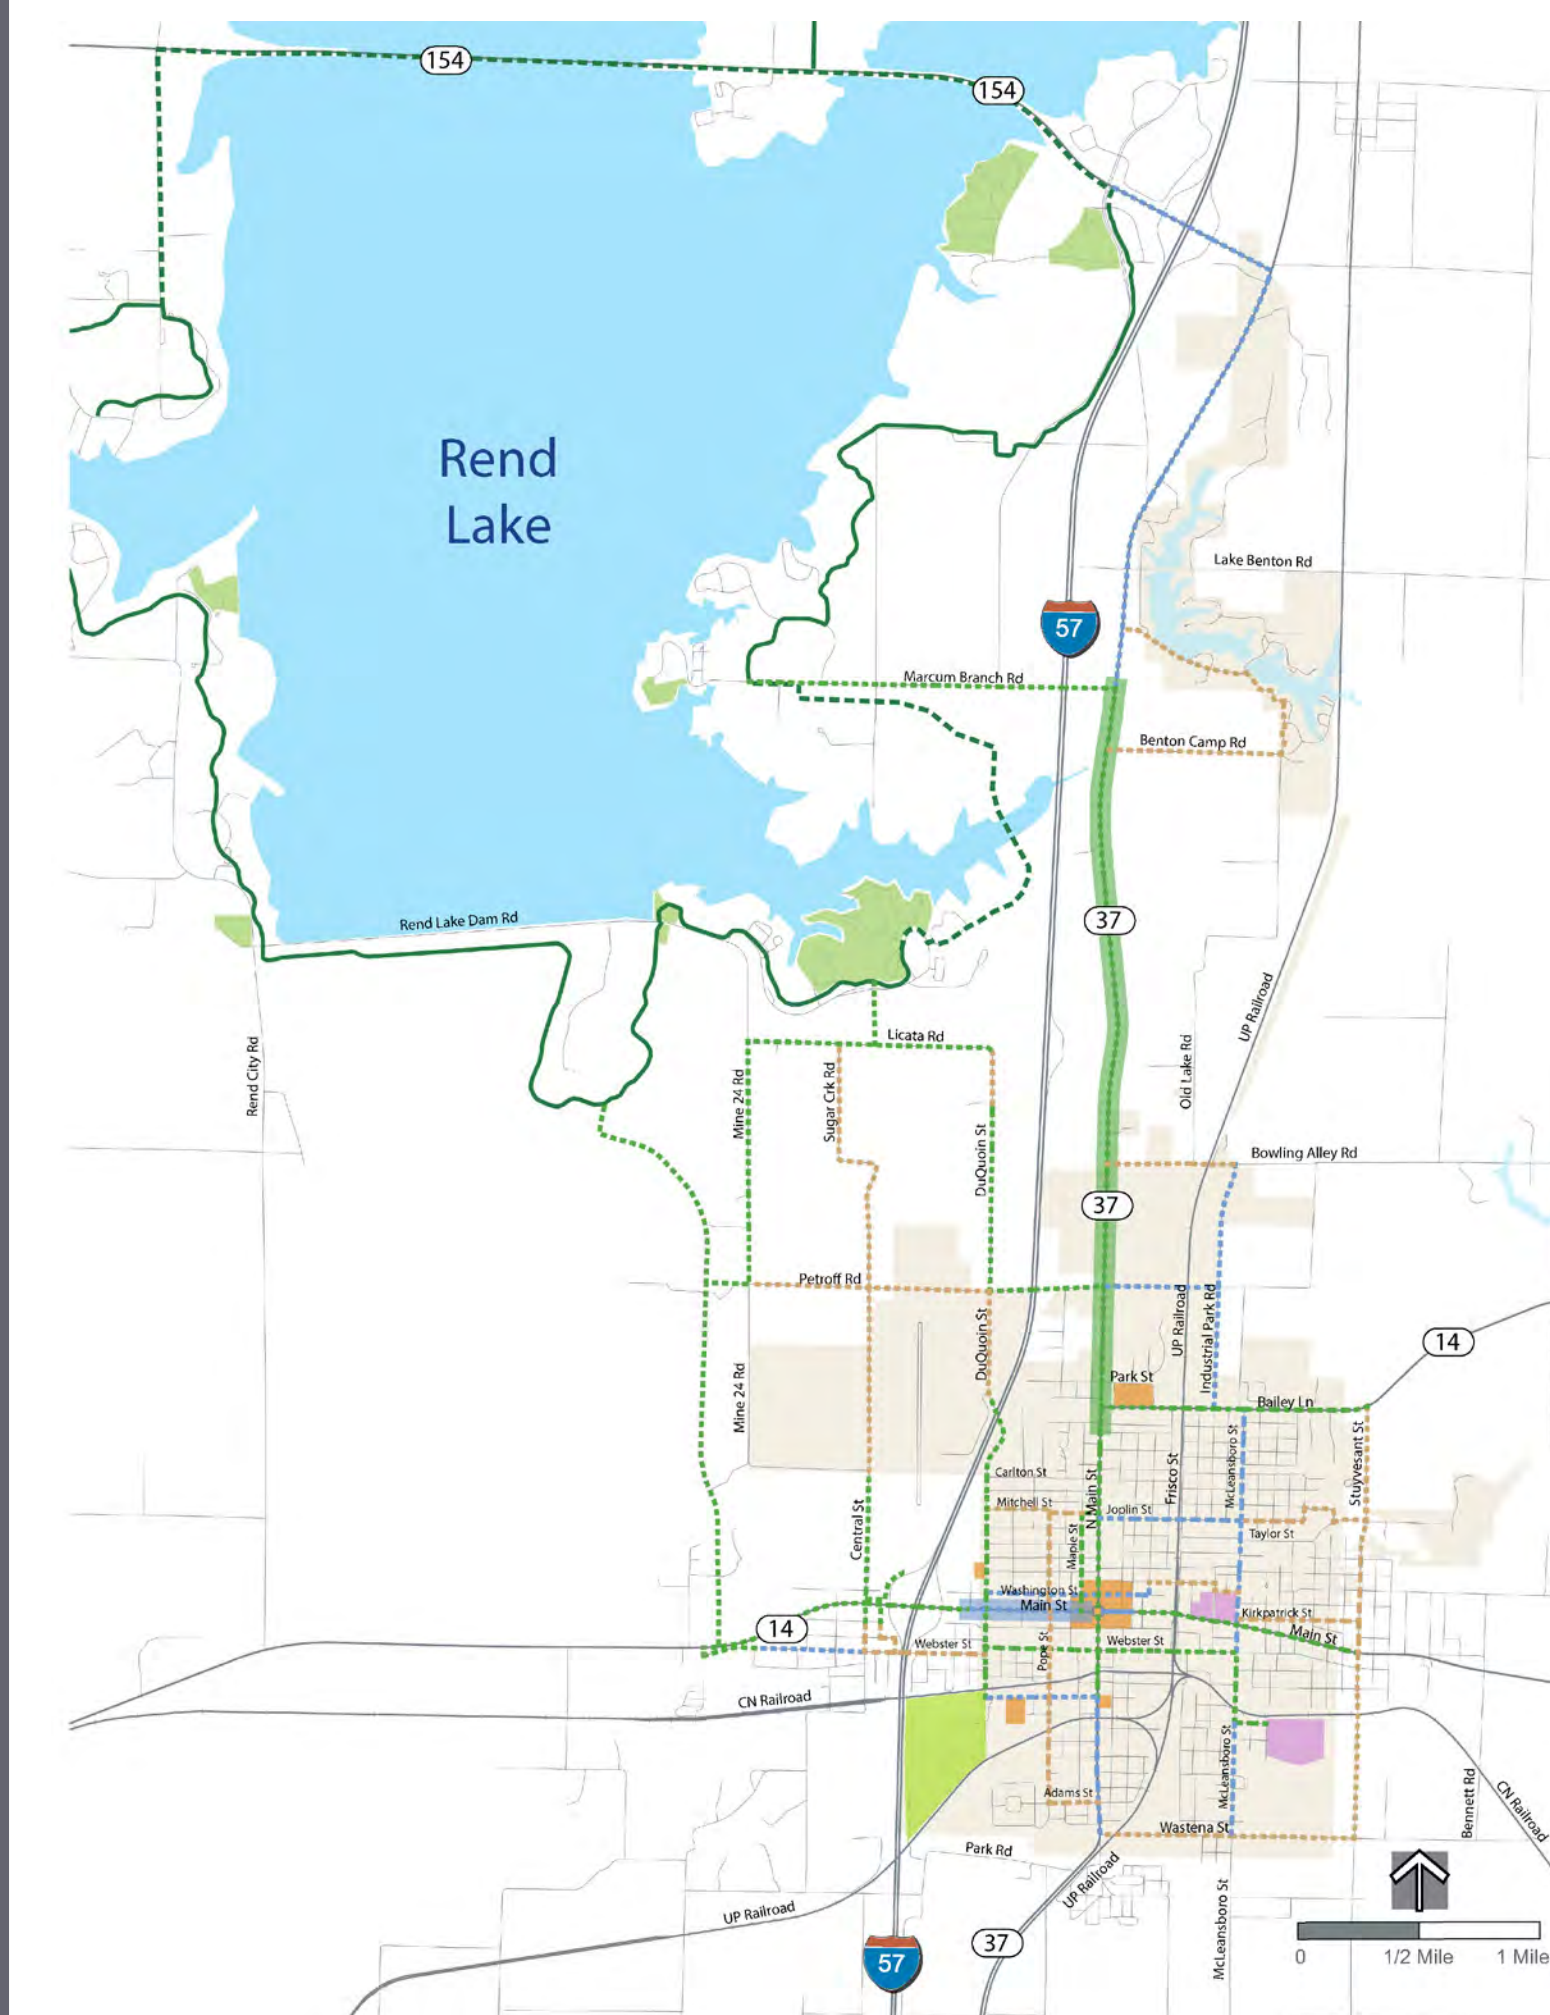 154
154
Rend
Lake
Lake Benton Rd
57
Marcum Branch Rd
Benton Camp Rd
37
Rend Lake Dam Rd
UP Railroad
Licata Rd
Old Lake Rd
Rend City Rd
Mine 24 Rd
Sugar Crk Rd
DuQuoin St
Bowling Alley Rd
37
Petroff Rd
UP Railroad
Industrial Park Rd
DuQuoin St
14
Mine 24 Rd
Park St
Bailey Ln
Stuyvesant St
McLeansboro St
Carlton St
Frisco St
N Main St
Mitchell St
Joplin St
Central St
Maple St
Taylor St
Washington St
Main St
Kirkpatrick St
14
Main St
Webster St
Pope St
Webster St
CN Railroad
McLeansboro St
Adams St
Bennett Rd
CN Railroad
Wastena St
Park Rd
UP Railroad
UP Railroad
McLeansboro St
37
57
0 1/2 Mile 1 Mile